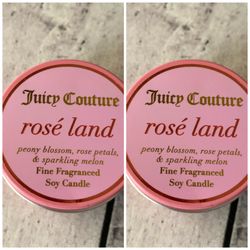 Juicy Couture
rosé land
peony blossom, rose petals,
& sparkling melon
Fine Fragranced
Soy Candle
Juicy Couture
rosé land
peony blossom, rose petals,
& sparkling melon
Fine Fragranced
Soy Candle